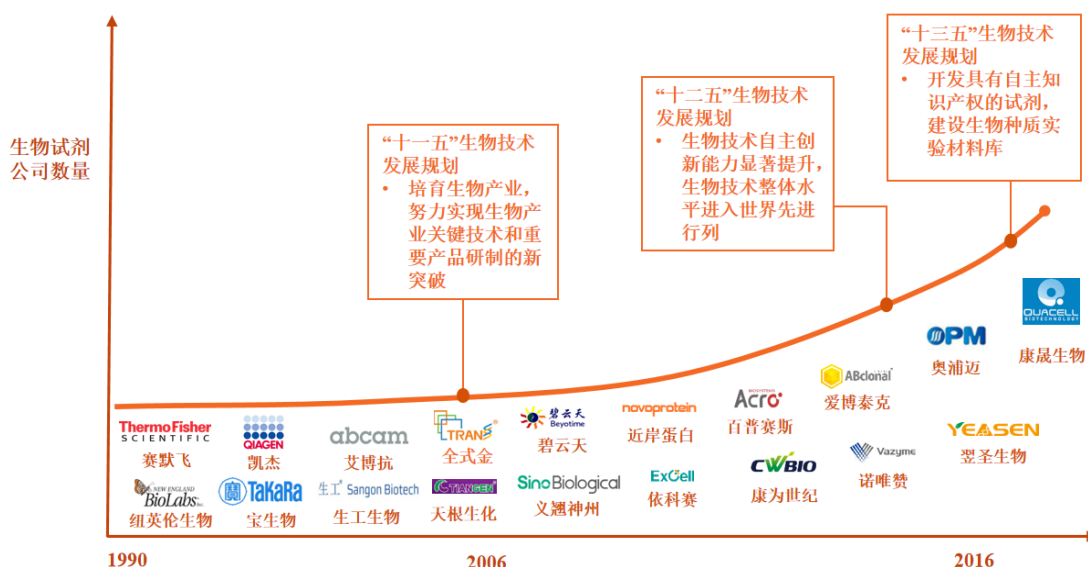 “十三五”生物技术
发展规划
• 开发具有自主知
识产权的试剂，
建设生物种质实
验材料库
“十二五”生物技术
发展规划
• 生物技术自主创
新能力显著提升，
生物技术整体水
平进入世界先进
行列
“十一五”生物技术
发展规划
• 培育生物产业，
努力实现生物产
业关键技术和重
要产品研制的新
突破
生物试剂
公司数量
QUACELL
BIOTECHNOLOGY
康晟生物
OPM
奥浦迈
ABclonal
爱博泰克
Acro
百普赛斯
novoprotein
近岸蛋白
碧云天
Beyotime
碧云天
TRANS
全式金
abcam
艾博抗
QIAGEN
凯杰
ThermoFisher
SCIENTIFIC
赛默飞
NEW ENGLAND
BioLabs Inc.
纽英伦生物
TaKaRa
宝生物
生工 Sangon Biotech
生工生物
TIANGEN
天根生化
Sino Biological
义翘神州
ExCell
依科赛
CWBIO
康为世纪
Vazyme
诺唯赞
YEASEN
翌圣生物
1990
2006
2016